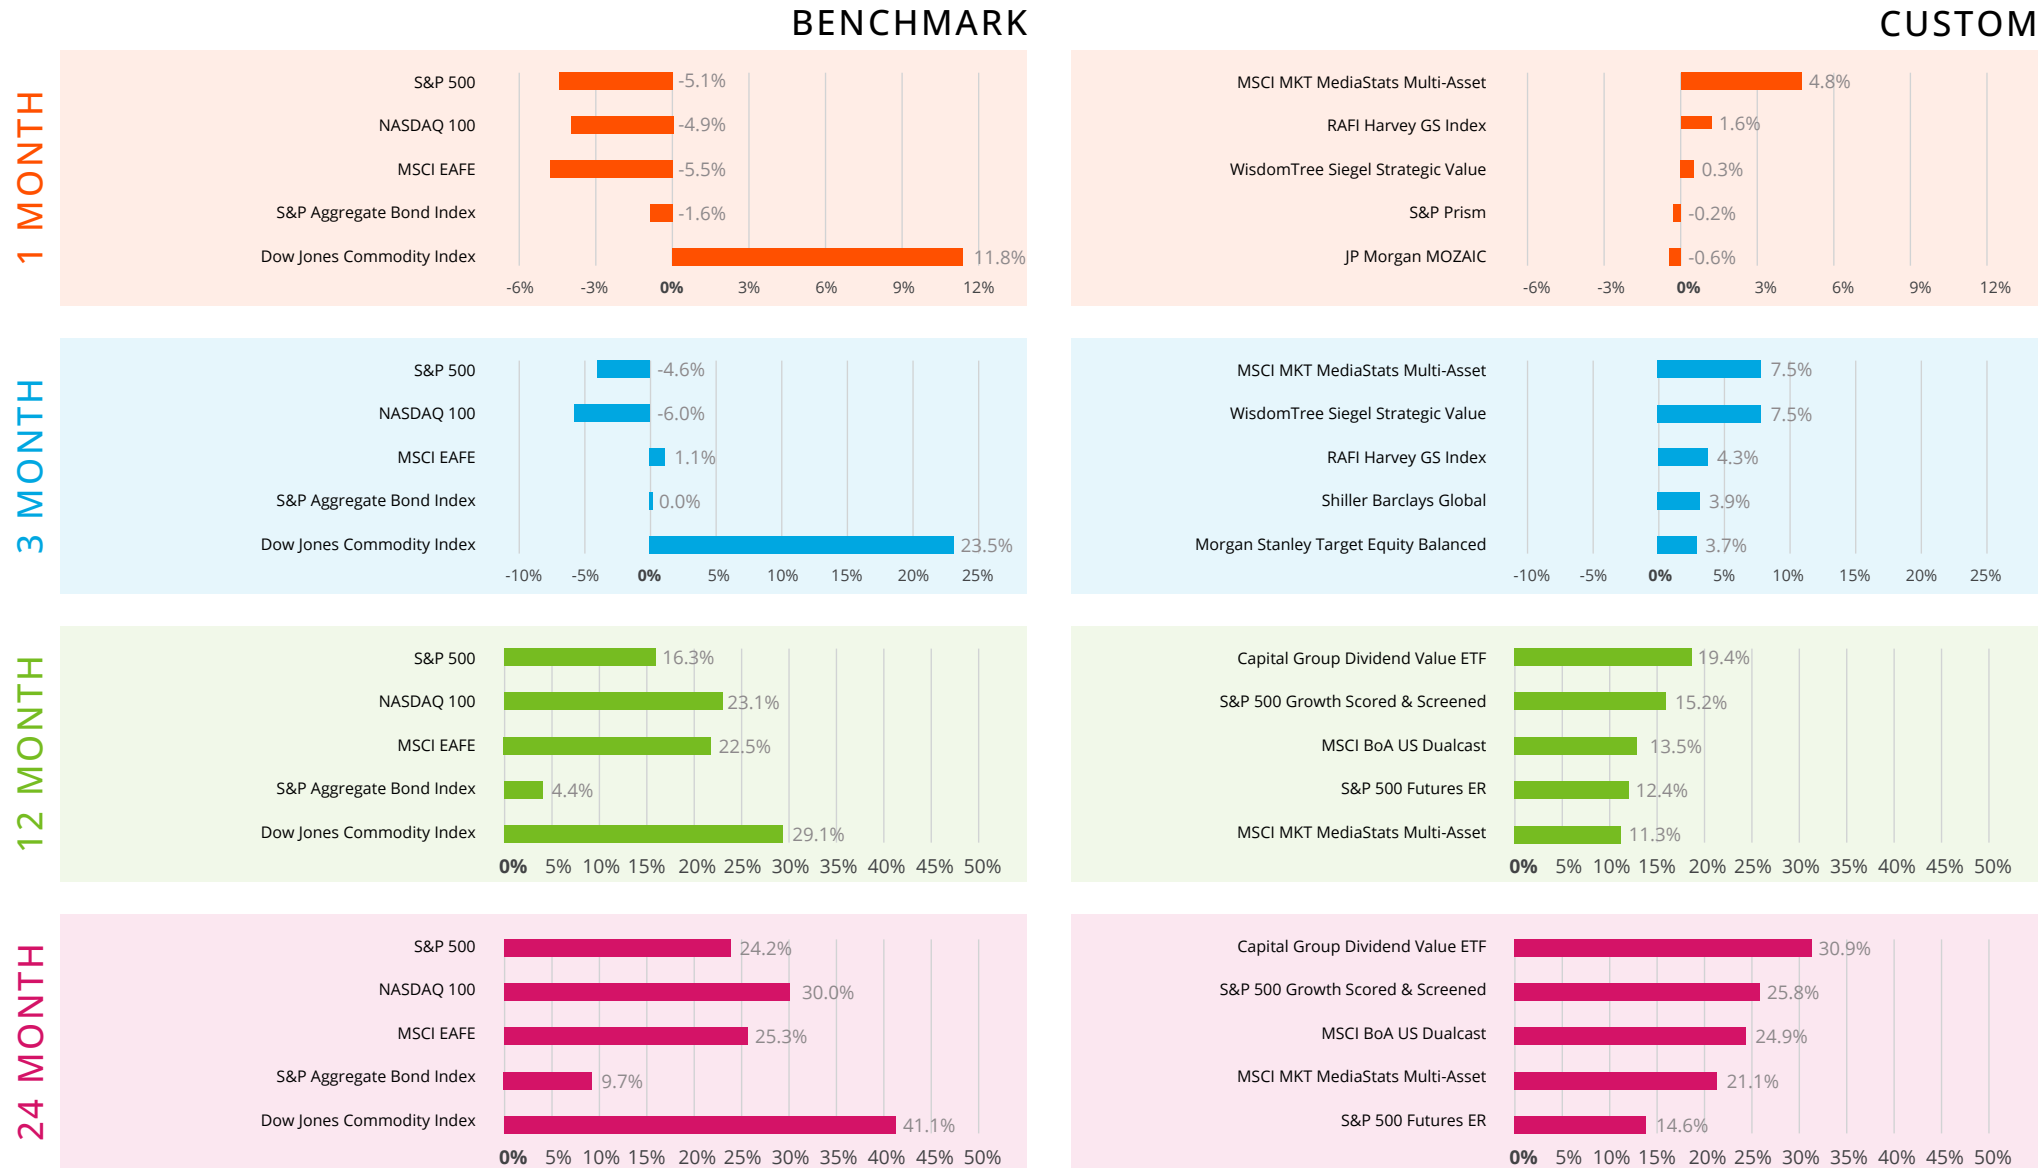 BENCHMARK
CUSTOM
1 MONTH
S&P 500 -5.1%
NASDAQ 100 -4.9%
MSCI EAFE -5.5%
S&P Aggregate Bond Index -1.6%
Dow Jones Commodity Index 11.8%
-6% -3% 0% 3% 6% 9% 12%
MSCI MKT MediaStats Multi-Asset 4.8%
RAFI Harvey GS Index 1.6%
WisdomTree Siegel Strategic Value 0.3%
S&P Prism -0.2%
JP Morgan MOZAIC -0.6%
-6% -3% 0% 3% 6% 9% 12%
3 MONTH
S&P 500 -4.6%
NASDAQ 100 -6.0%
MSCI EAFE 1.1%
S&P Aggregate Bond Index 0.0%
Dow Jones Commodity Index 23.5%
-10% -5% 0% 5% 10% 15% 20% 25%
MSCI MKT MediaStats Multi-Asset 7.5%
WisdomTree Siegel Strategic Value 7.5%
RAFI Harvey GS Index 4.3%
Shiller Barclays Global 3.9%
Morgan Stanley Target Equity Balanced 3.7%
-10% -5% 0% 5% 10% 15% 20% 25%
12 MONTH
S&P 500 16.3%
NASDAQ 100 23.1%
MSCI EAFE 22.5%
S&P Aggregate Bond Index 4.4%
Dow Jones Commodity Index 29.1%
0% 5% 10% 15% 20% 25% 30% 35% 40% 45% 50%
Capital Group Dividend Value ETF 19.4%
S&P 500 Growth Scored & Screened 15.2%
MSCI BoA US Dualcast 13.5%
S&P 500 Futures ER 12.4%
MSCI MKT MediaStats Multi-Asset 11.3%
0% 5% 10% 15% 20% 25% 30% 35% 40% 45% 50%
24 MONTH
S&P 500 24.2%
NASDAQ 100 30.0%
MSCI EAFE 25.3%
S&P Aggregate Bond Index 9.7%
Dow Jones Commodity Index 41.1%
0% 5% 10% 15% 20% 25% 30% 35% 40% 45% 50%
Capital Group Dividend Value ETF 30.9%
S&P 500 Growth Scored & Screened 25.8%
MSCI BoA US Dualcast 24.9%
MSCI MKT MediaStats Multi-Asset 21.1%
S&P 500 Futures ER 14.6%
0% 5% 10% 15% 20% 25% 30% 35% 40% 45% 50%